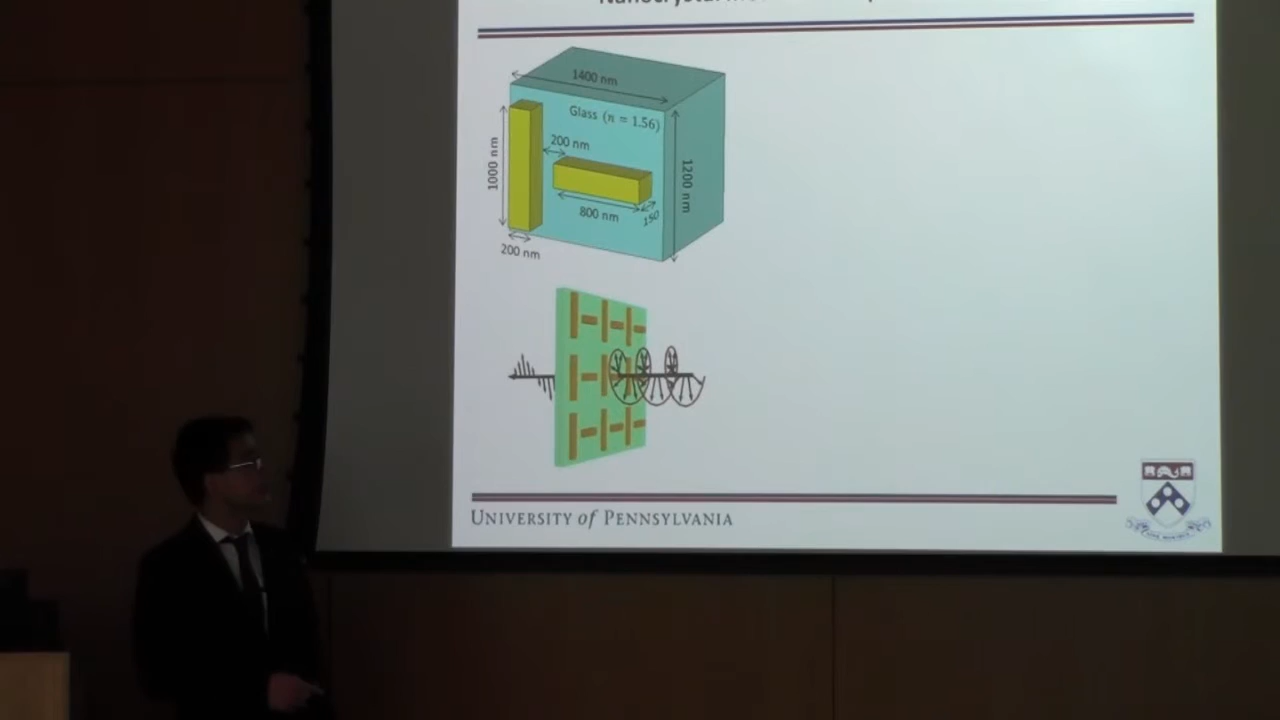 1400 nm
Glass (n = 1.56)
200 nm
1000 nm
1200 nm
800 nm
150
200 nm
UNIVERSITY of PENNSYLVANIA